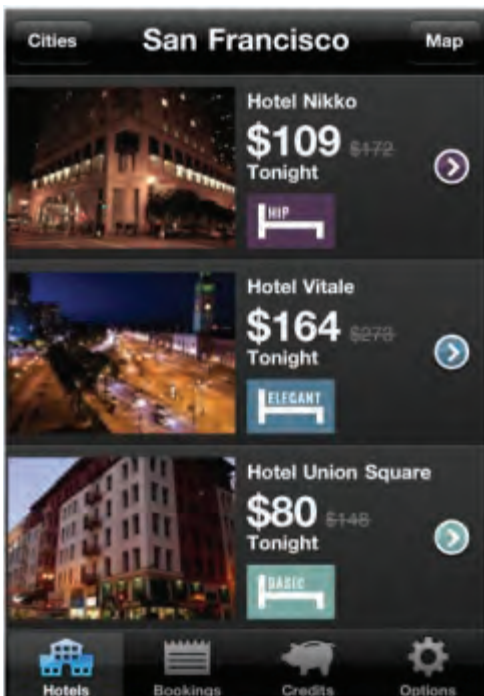 Cities San Francisco Map
Hotel Nikko
$109 $172
Tonight
HIP
Hotel Vitale
$164 $273
Tonight
ELEGANT
Hotel Union Square
$80 $148
Tonight
BASIC
Hotels Bookings Credits Options